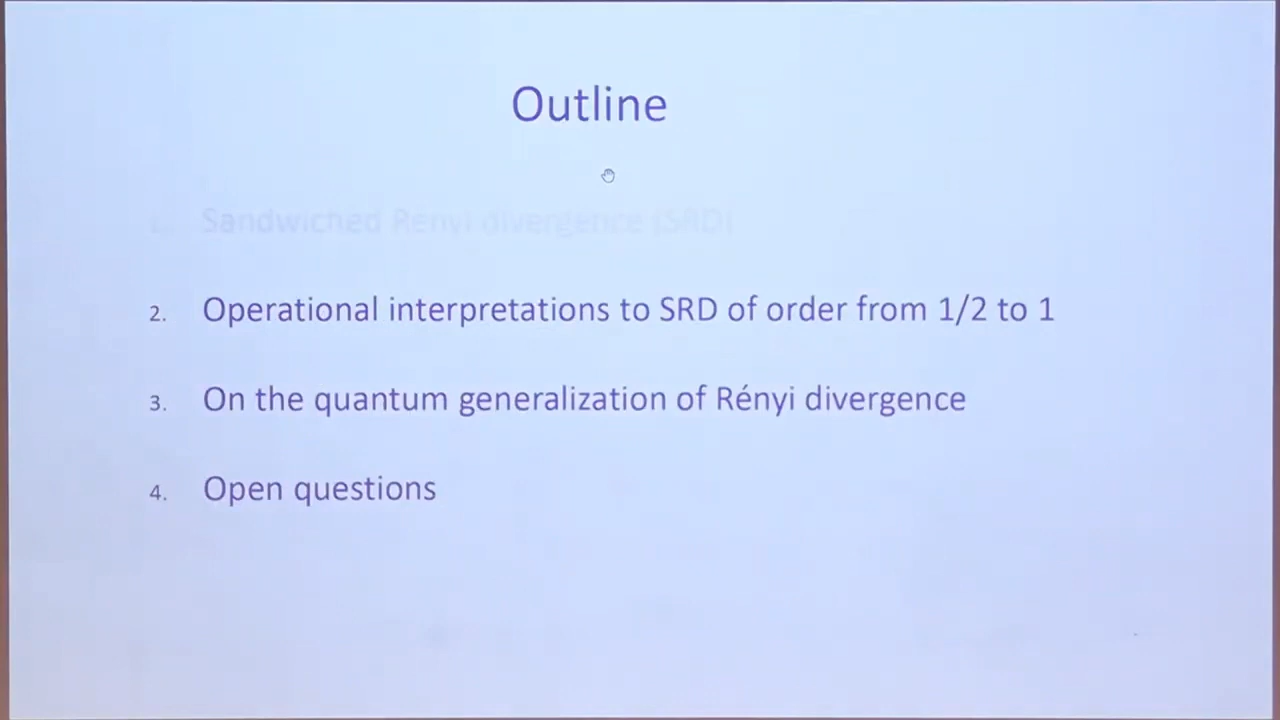 Outline
1. Sandwiched Rényi divergence (SRD)
2. Operational interpretations to SRD of order from 1/2 to 1
3. On the quantum generalization of Rényi divergence
4. Open questions